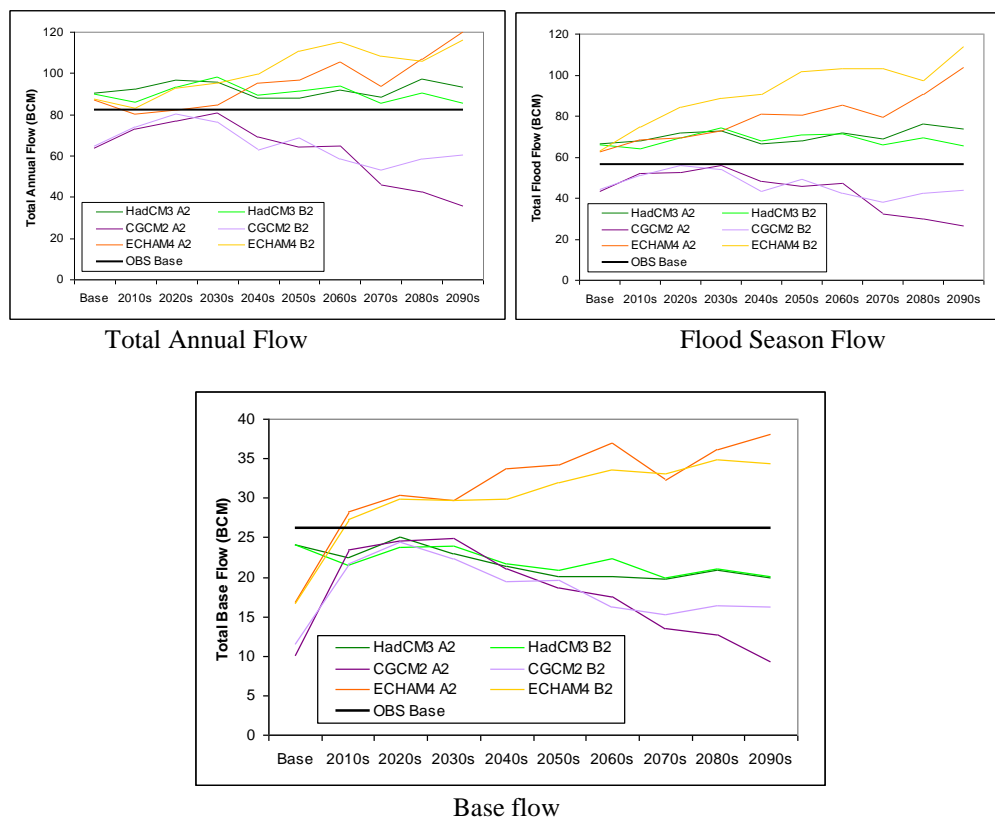 Total Annual Flow (BCM)
120
100
80
60
40
20
0
HadCM3 A2
HadCM3 B2
CGCM2 A2
CGCM2 B2
ECHAM4 A2
ECHAM4 B2
OBS Base
Base 2010s 2020s 2030s 2040s 2050s 2060s 2070s 2080s 2090s
Total Annual Flow
Total Flood Flow (BCM)
120
100
80
60
40
20
0
HadCM3 A2
HadCM3 B2
CGCM2 A2
CGCM2 B2
ECHAM4 A2
ECHAM4 B2
OBS Base
Base 2010s 2020s 2030s 2040s 2050s 2060s 2070s 2080s 2090s
Flood Season Flow
Total Base Flow (BCM)
40
35
30
25
20
15
10
5
0
HadCM3 A2
HadCM3 B2
CGCM2 A2
CGCM2 B2
ECHAM4 A2
ECHAM4 B2
OBS Base
Base 2010s 2020s 2030s 2040s 2050s 2060s 2070s 2080s 2090s
Base flow